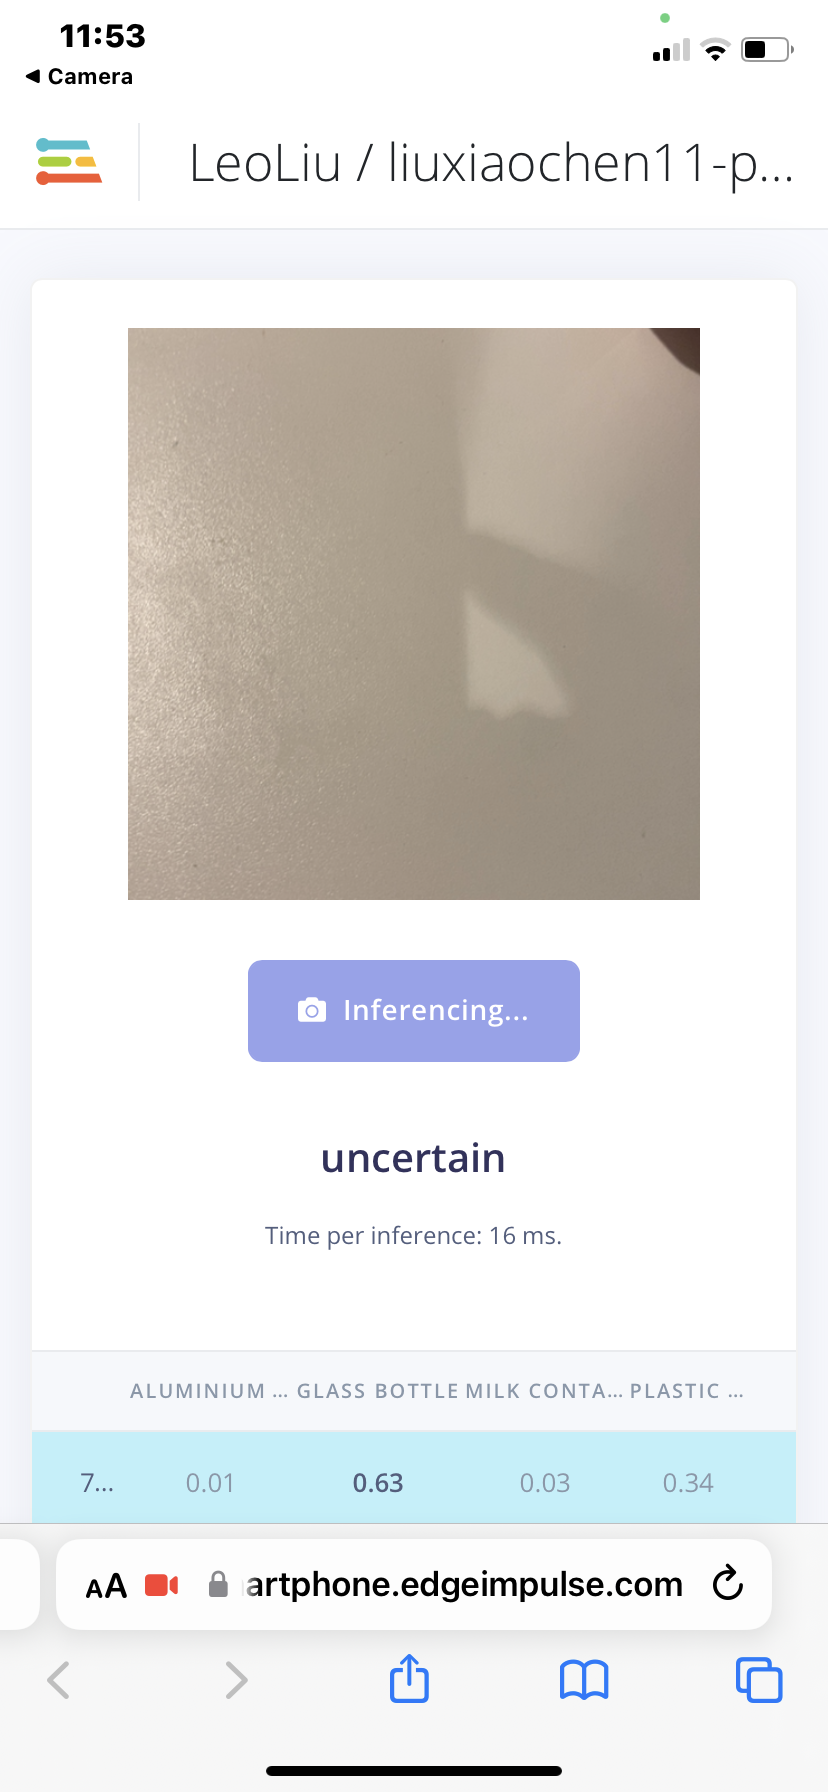 11:53
Camera
LeoLiu / liuxiaochen11-p...
Inferencing...
uncertain
Time per inference: 16 ms.
ALUMINIUM ... GLASS BOTTLE MILK CONTA... PLASTIC ...
7... 0.01 0.63 0.03 0.34
AA artphone.edgeimpulse.com